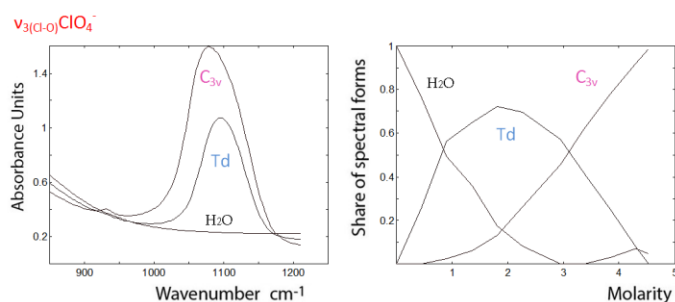 ν3(Cl-O)ClO4-
Absorbance Units
1.4
1
0.6
0.2
C3v
Td
H2O
900
1000
1100
1200
Wavenumber cm-1
Share of spectral forms
1
0.8
0.6
0.4
0.2
0
H2O
C3v
Td
1
2
3
4
Molarity